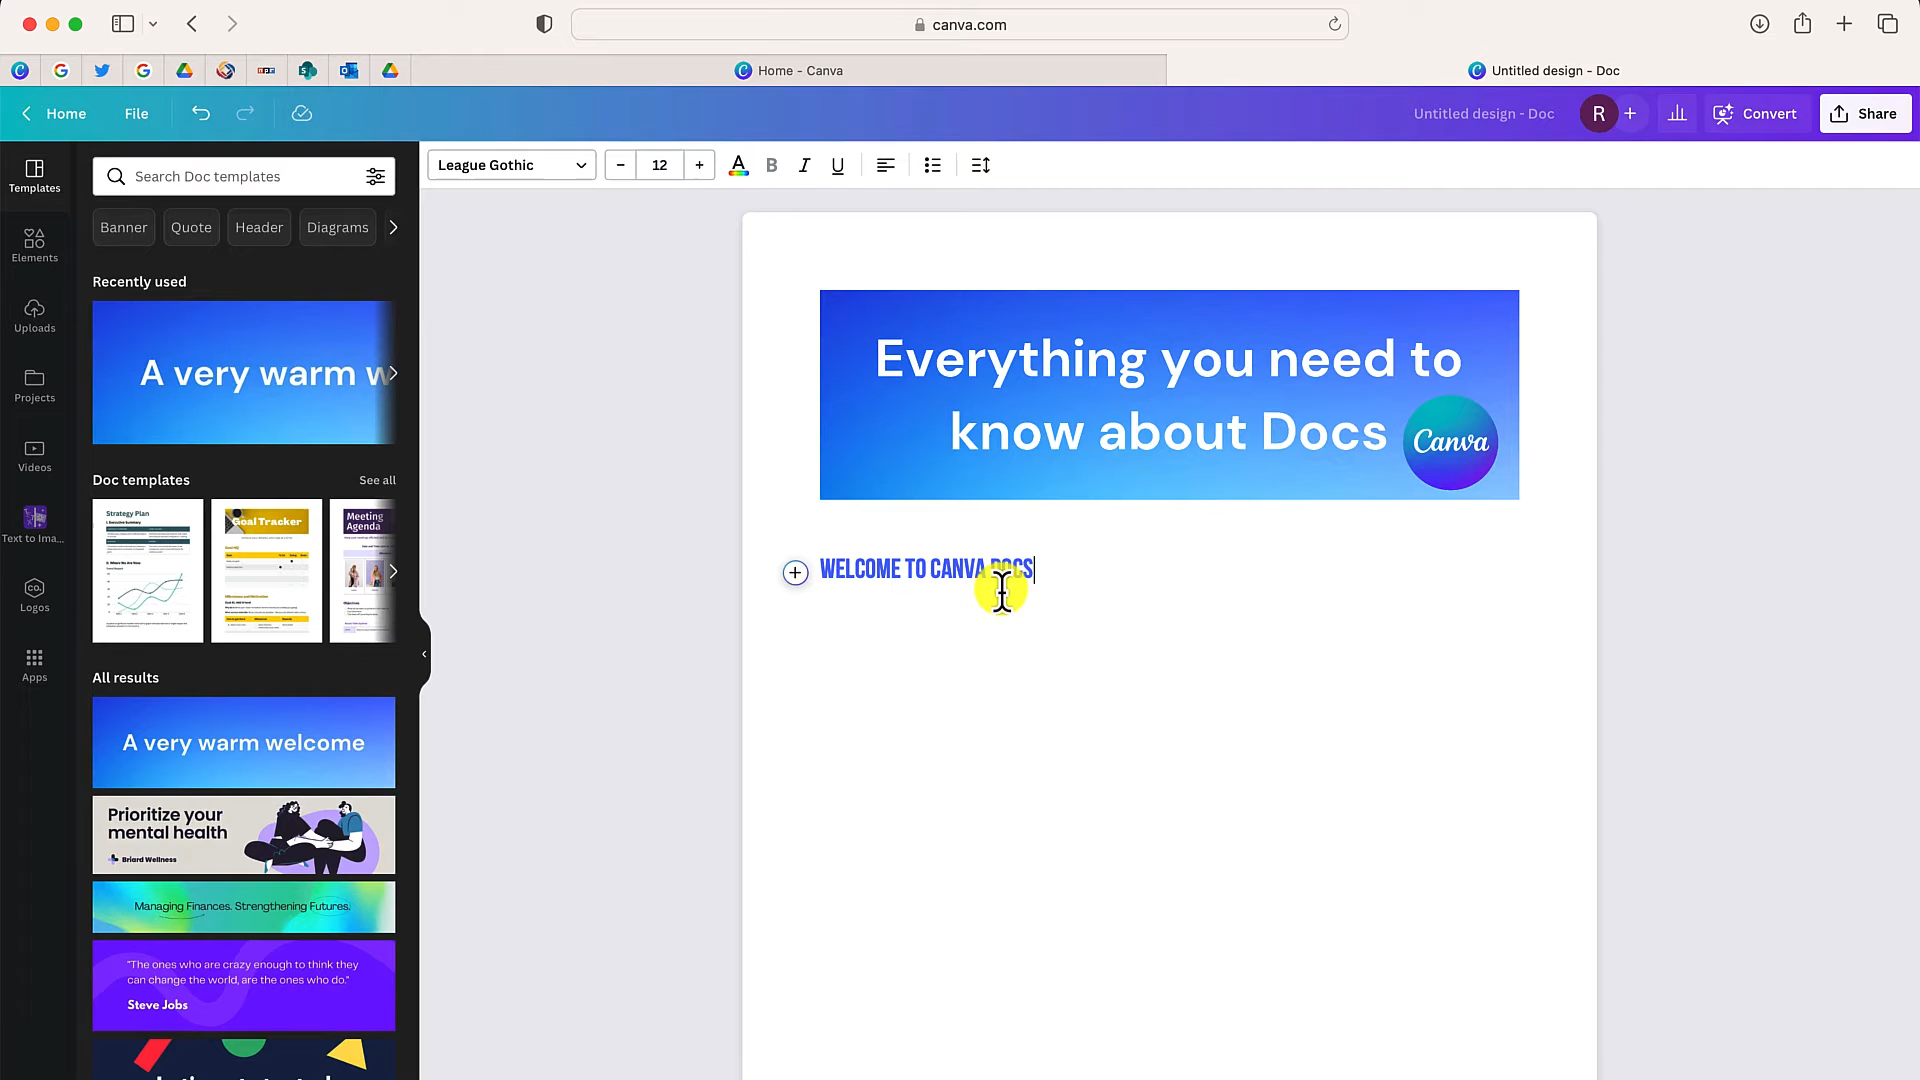 canva.com
Home - Canva
Untitled design - Doc
Home
File
Untitled design - Doc
R
Convert
Share
Templates
Elements
Uploads
Projects
Videos
Text to Ima...
Logos
Apps
Search Doc templates
Banner
Quote
Header
Diagrams
Recently used
A very warm w
Doc templates
See all
Strategy Plan
Goal Tracker
Meeting
Agenda
All results
A very warm welcome
Prioritize your
mental health
Briard Wellness
Managing Finances. Strengthening Futures.
"The ones who are crazy enough to think they
can change the world, are the ones who do."
Steve Jobs
League Gothic
12
A
B
I
U
Everything you need to
know about Docs
Canva
WELCOME TO CANVA DOCS